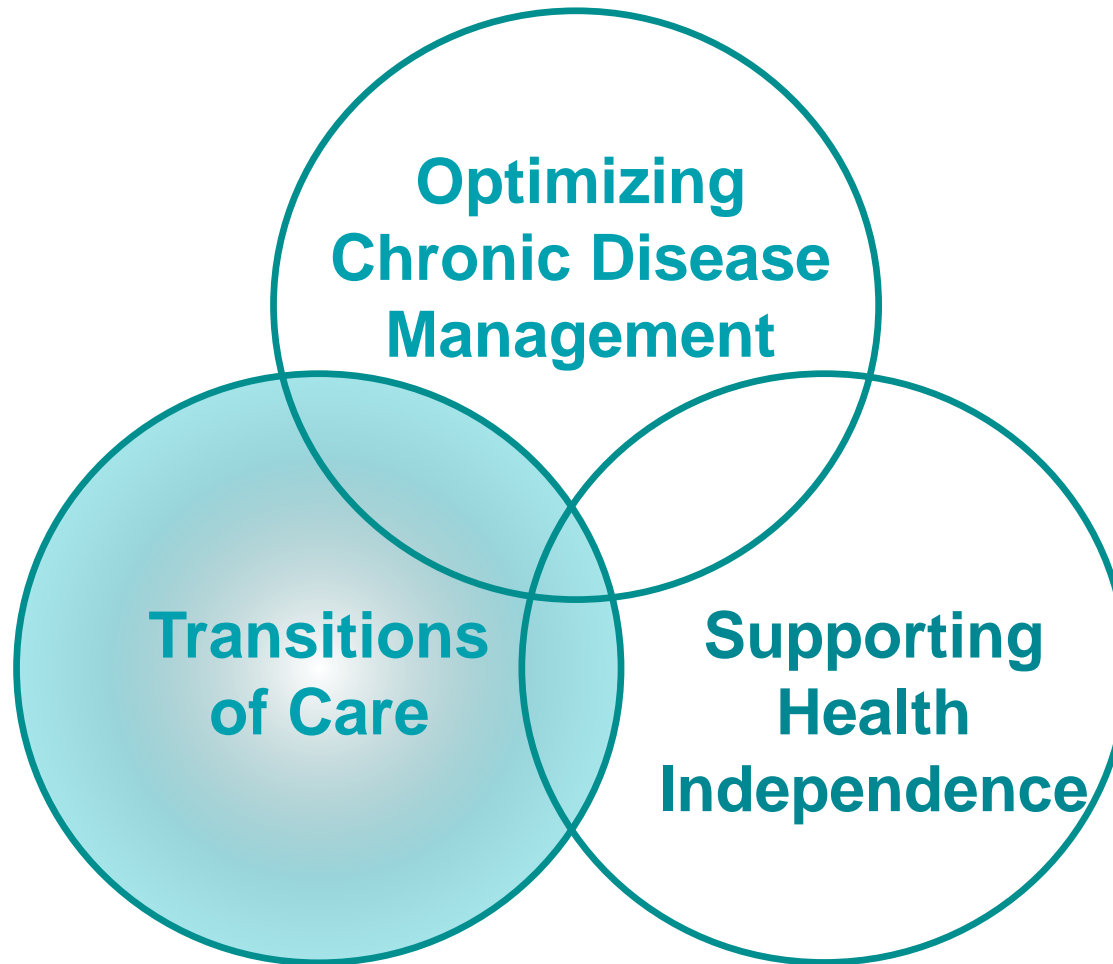 Optimizing
Chronic Disease
Management
Transitions
of Care
Supporting
Health
Independence